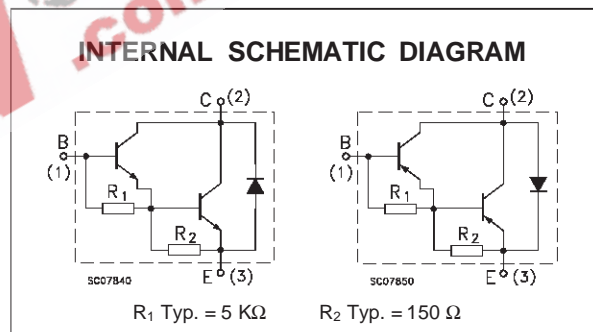 .com
INTERNAL SCHEMATIC DIAGRAM
C (2)
B
(1)
R1
R2
E (3)
SC07840
C (2)
B
(1)
R1
R2
E (3)
SC07850
R1 Typ. = 5 KΩ R2 Typ. = 150 Ω